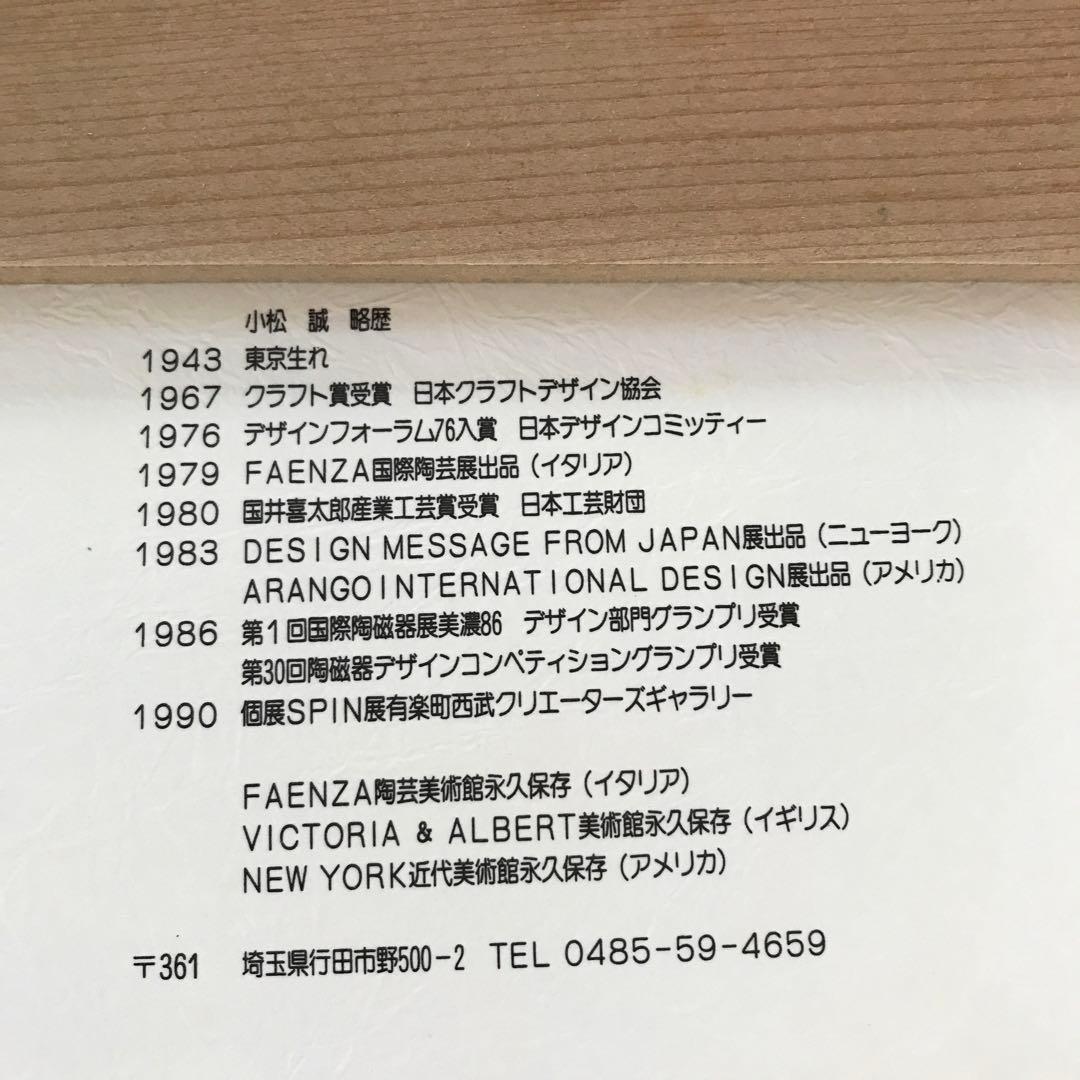 小松　誠　略歴
1943 東京生れ
1967 クラフト賞受賞　日本クラフトデザイン協会
1976 デザインフォーラム76入賞　日本デザインコミッティー
1979 FAENZA国際陶芸展出品（イタリア）
1980 国井喜太郎産業工芸賞受賞　日本工芸財団
1983 DESIGN MESSAGE FROM JAPAN展出品（ニューヨーク）
ARANGO INTERNATIONAL DESIGN展出品（アメリカ）
1986 第1回国際陶磁器展美濃86　デザイン部門グランプリ受賞
第30回陶磁器デザインコンペティショングランプリ受賞
1990 個展SPIN展有楽町西武クリエーターズギャラリー
FAENZA陶芸美術館永久保存（イタリア）
VICTORIA & ALBERT美術館永久保存（イギリス）
NEW YORK近代美術館永久保存（アメリカ）
〒361 埼玉県行田市野500-2 TEL 0485-59-4659